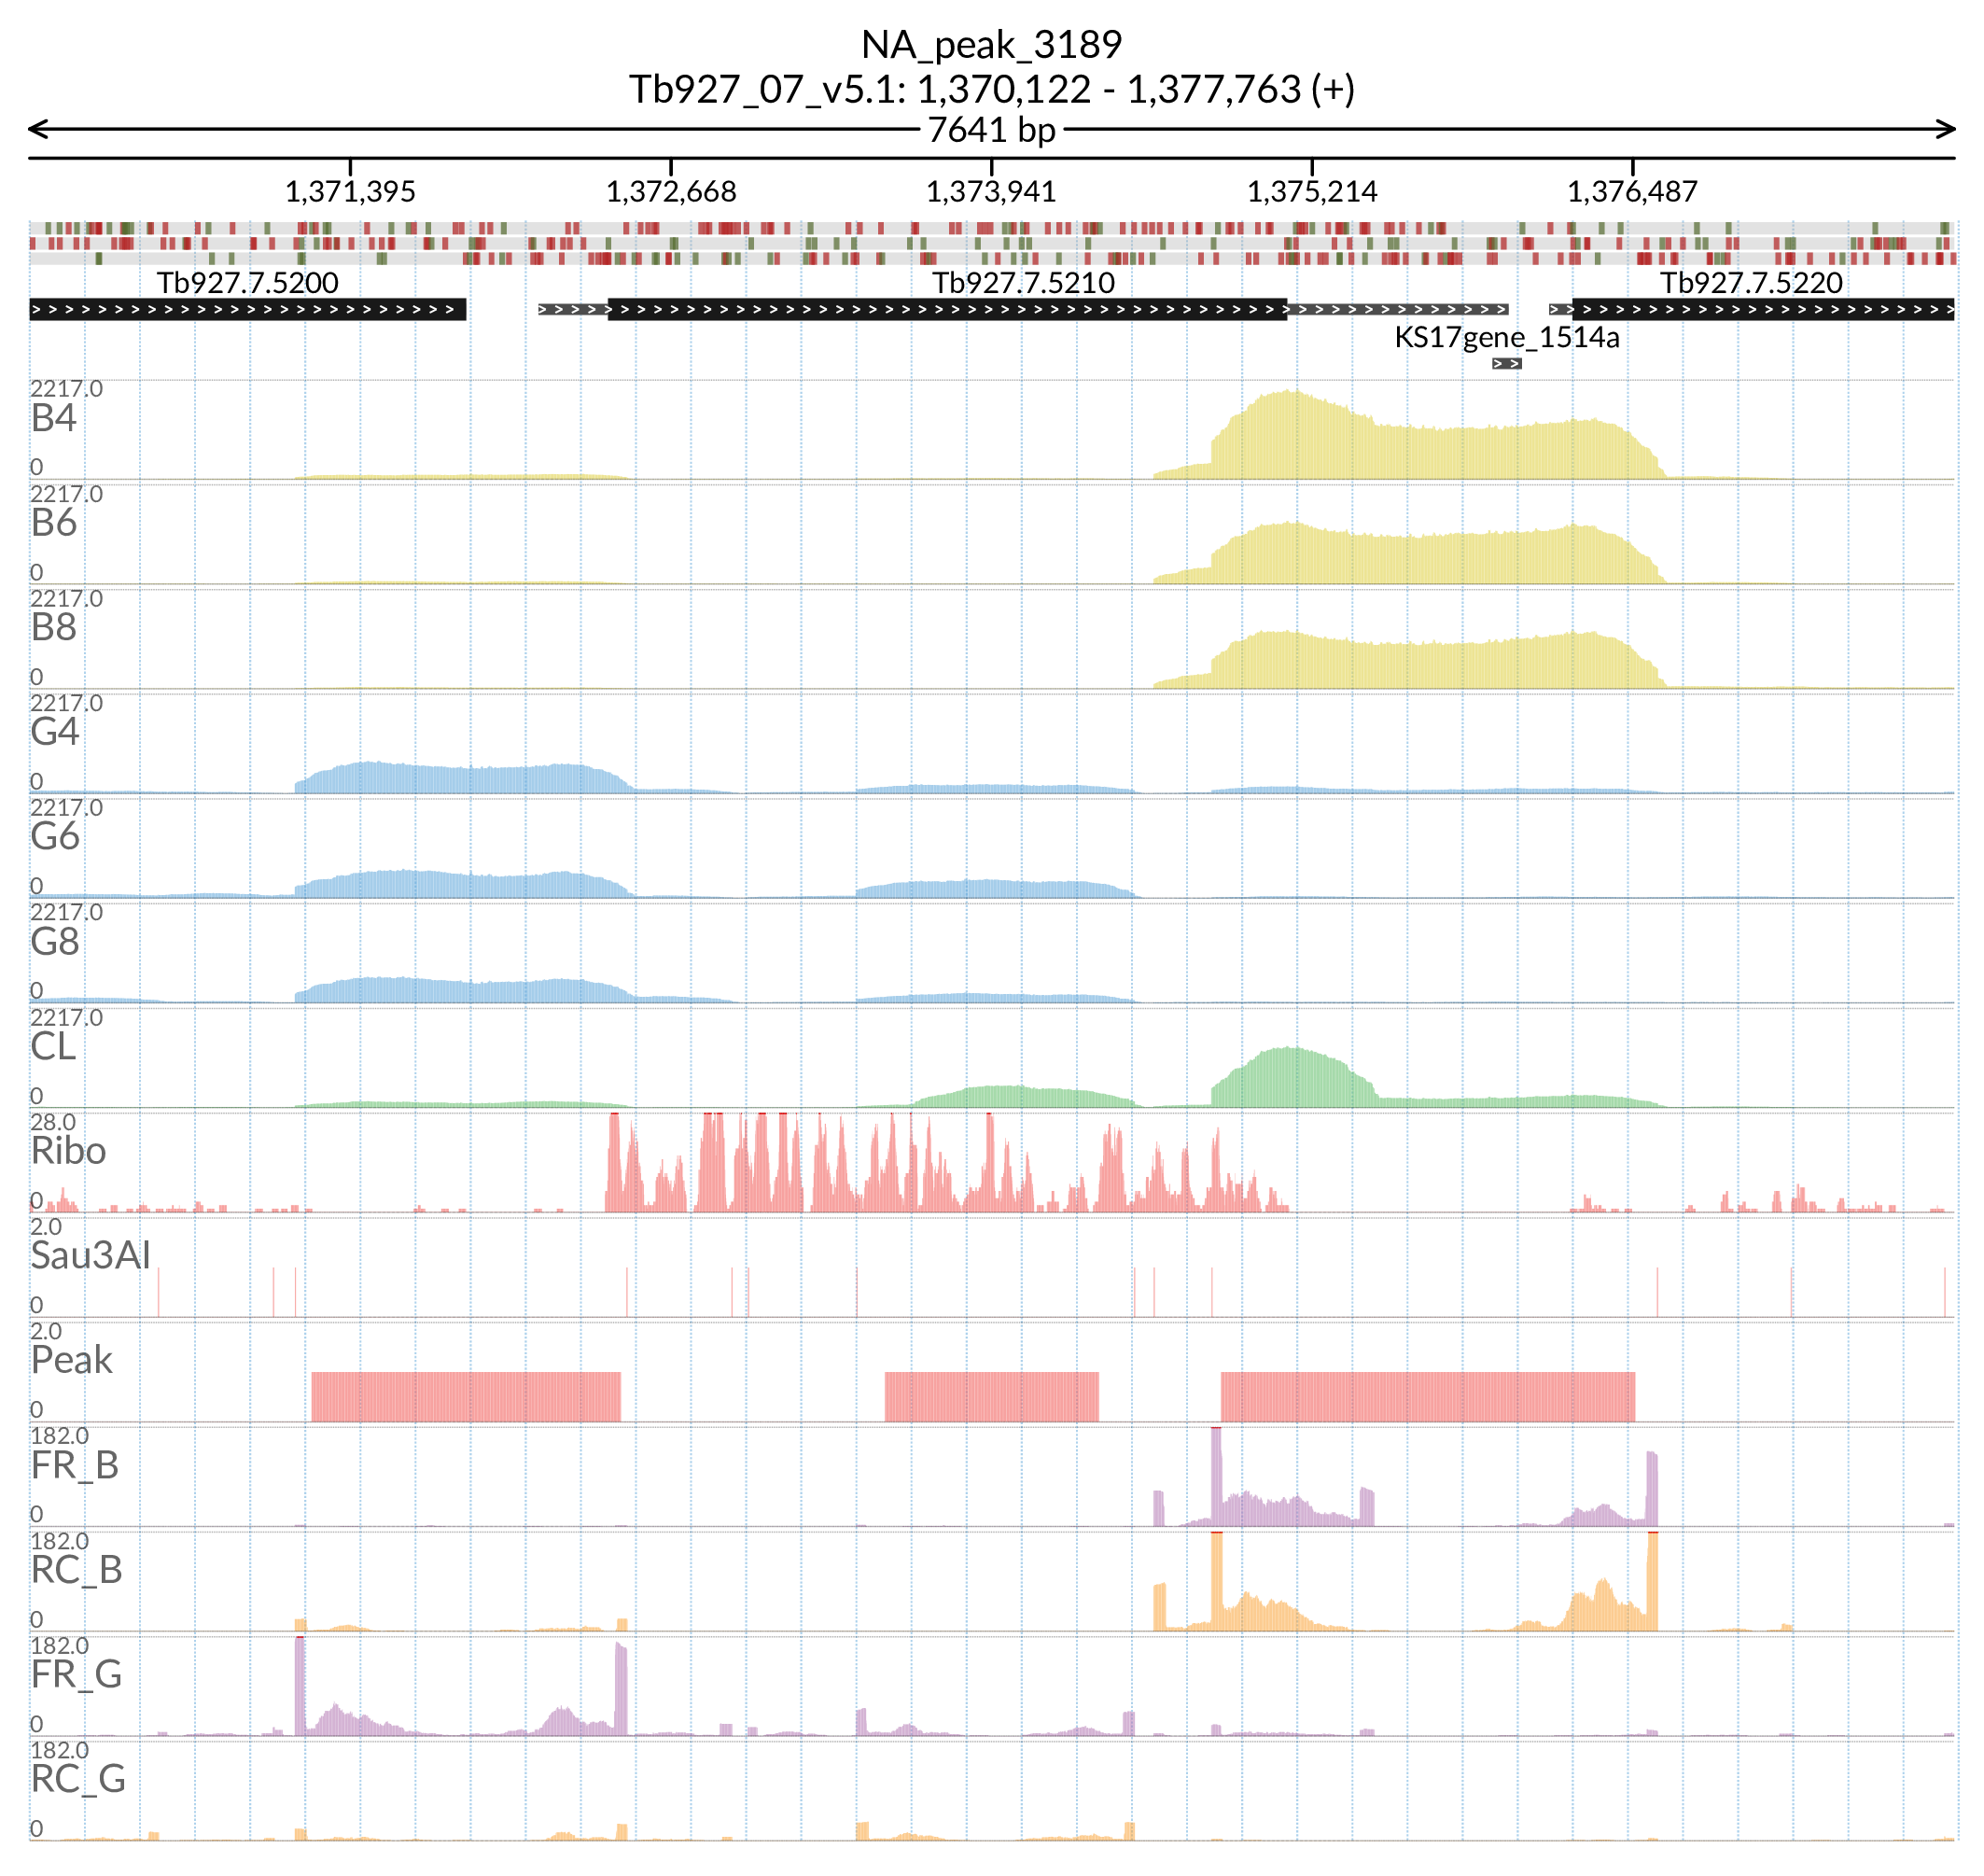 NA_peak_3189
Tb927_07_v5.1: 1,370,122 - 1,377,763 (+)
7641 bp
1,371,395 1,372,668 1,373,941 1,375,214 1,376,487
Tb927.7.5200 Tb927.7.5210 Tb927.7.5220
KS17gene_1514a
2217.0
B4
0
2217.0
B6
0
2217.0
B8
0
2217.0
G4
0
2217.0
G6
0
2217.0
G8
0
2217.0
CL
0
28.0
Ribo
0
2.0
Sau3AI
0
2.0
Peak
0
182.0
FR_B
0
182.0
RC_B
0
182.0
FR_G
0
182.0
RC_G
0